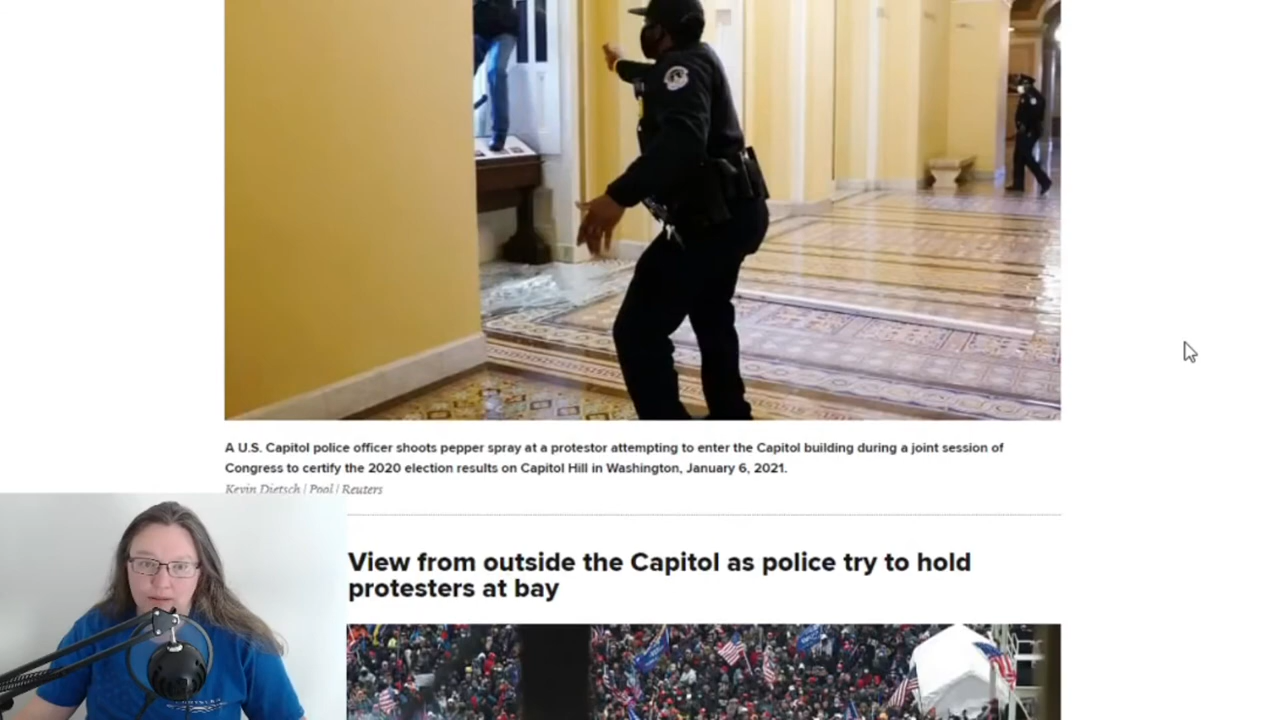 A U.S. Capitol police officer shoots pepper spray at a protestor attempting to enter the Capitol building during a joint session of
Congress to certify the 2020 election results on Capitol Hill in Washington, January 6, 2021.
Kevin Dietsch | Pool | Reuters
View from outside the Capitol as police try to hold
protesters at bay